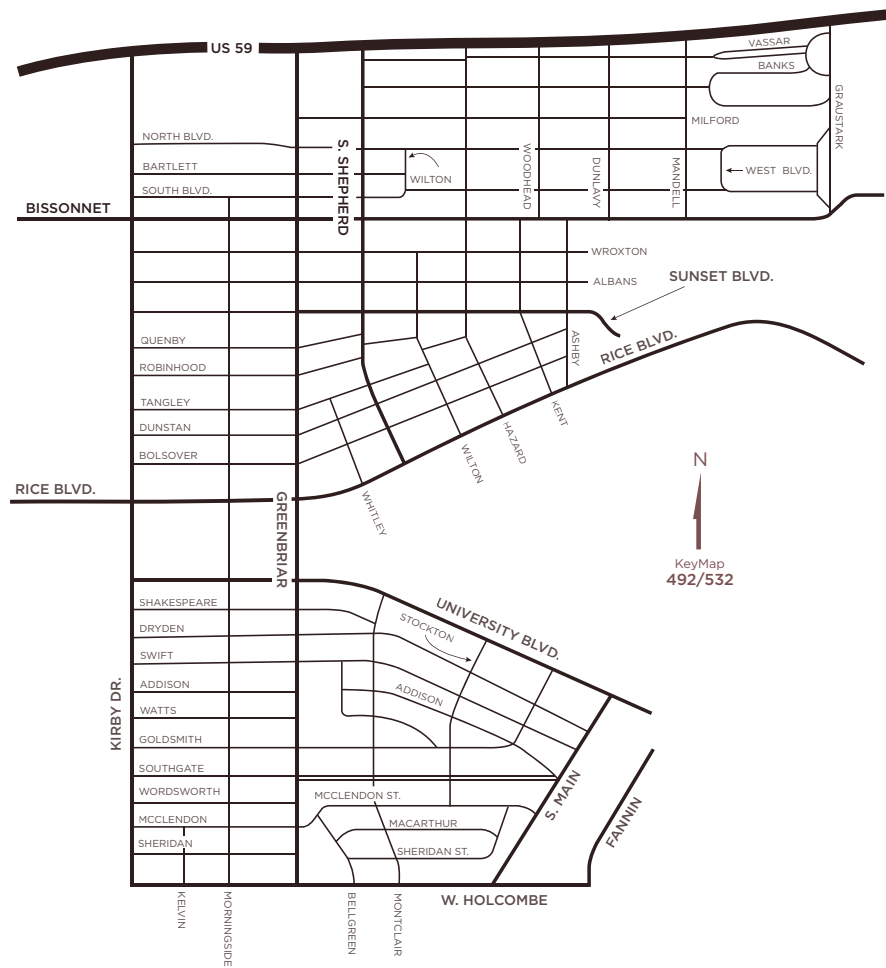 US 59
VASSAR
BANKS
GRAUSTARK
MILFORD
NORTH BLVD.
S. SHEPHERD
WOODHEAD
DUNLAVY
MANDELL
BARTLETT
WILTON
WEST BLVD.
SOUTH BLVD.
BISSONNET
WROXTON
ALBANS
SUNSET BLVD.
QUENBY
ASHBY
RICE BLVD.
ROBINHOOD
TANGLEY
KENT
DUNSTAN
HAZARD
BOLSOVER
WILTON
N
RICE BLVD.
GREENBRIAR
WHITLEY
KeyMap
492/532
SHAKESPEARE
UNIVERSITY BLVD.
STOCKTON
DRYDEN
SWIFT
ADDISON
ADDISON
KIRBY DR.
WATTS
GOLDSMITH
SOUTHGATE
WORDSWORTH
MCCLENDON ST.
S. MAIN
FANNIN
MCCLENDON
MACARTHUR
SHERIDAN
SHERIDAN ST.
KELVIN
MORNINGSIDE
BELLGREEN
MONTCLAIR
W. HOLCOMBE